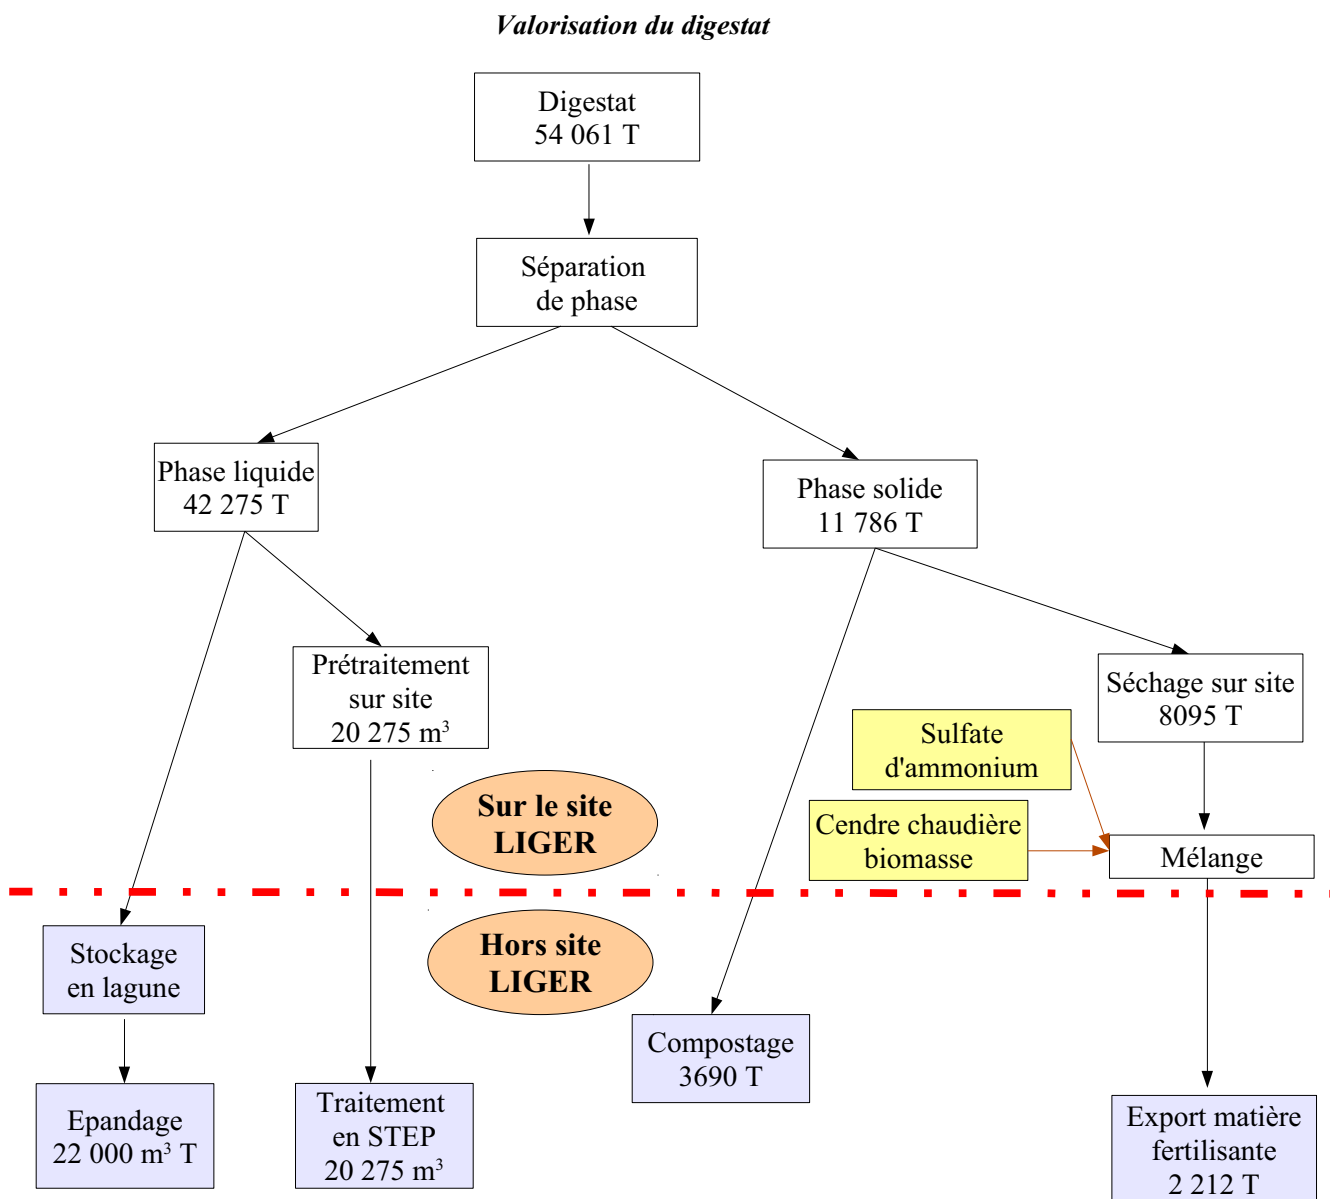 Valorisation du digestat
Digestat
54 061 T
Séparation
de phase
Phase liquide
42 275 T
Phase solide
11 786 T
Prétraitement
sur site
20 275 m³
Séchage sur site
8095 T
Sulfate
d'ammonium
Cendre chaudière
biomasse
Mélange
Sur le site
LIGER
Hors site
LIGER
Stockage
en lagune
Compostage
3690 T
Epandage
22 000 m³ T
Traitement
en STEP
20 275 m³
Export matière
fertilisante
2 212 T